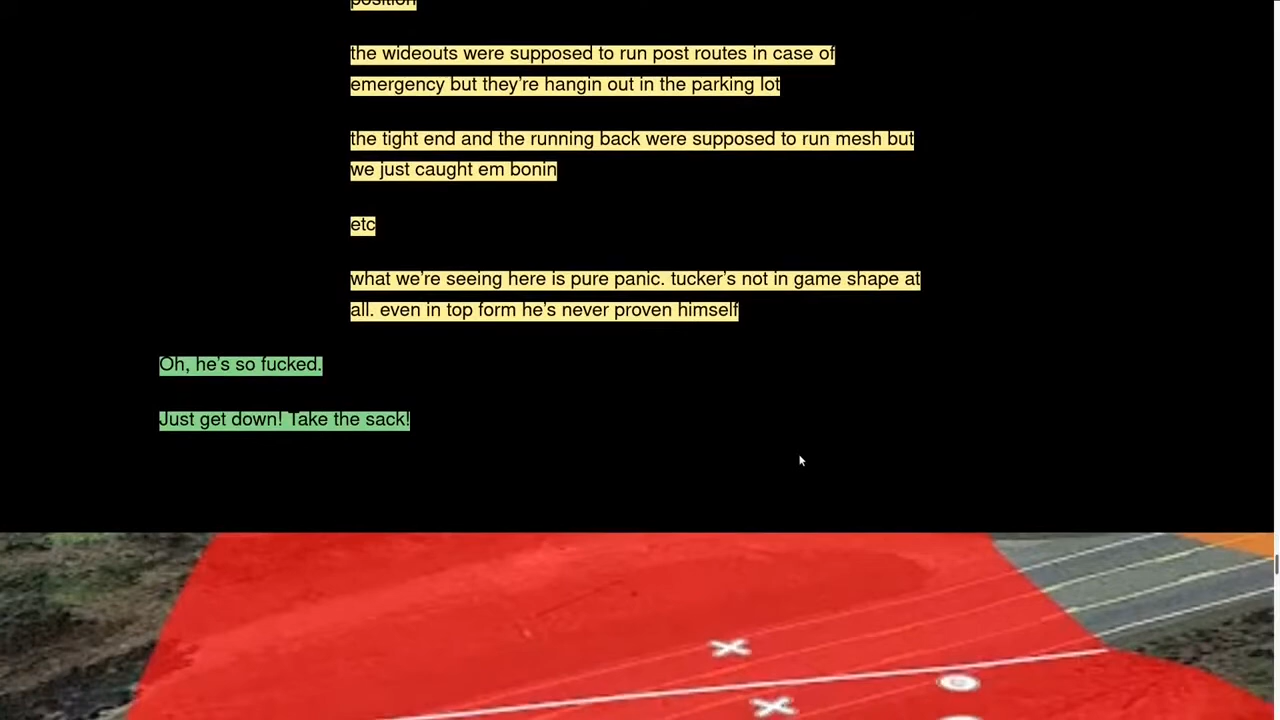 position
the wideouts were supposed to run post routes in case of
emergency but they're hangin out in the parking lot
the tight end and the running back were supposed to run mesh but
we just caught em bonin
etc
what we're seeing here is pure panic. tucker's not in game shape at
all. even in top form he's never proven himself
Oh, he's so fucked.
Just get down! Take the sack!
C